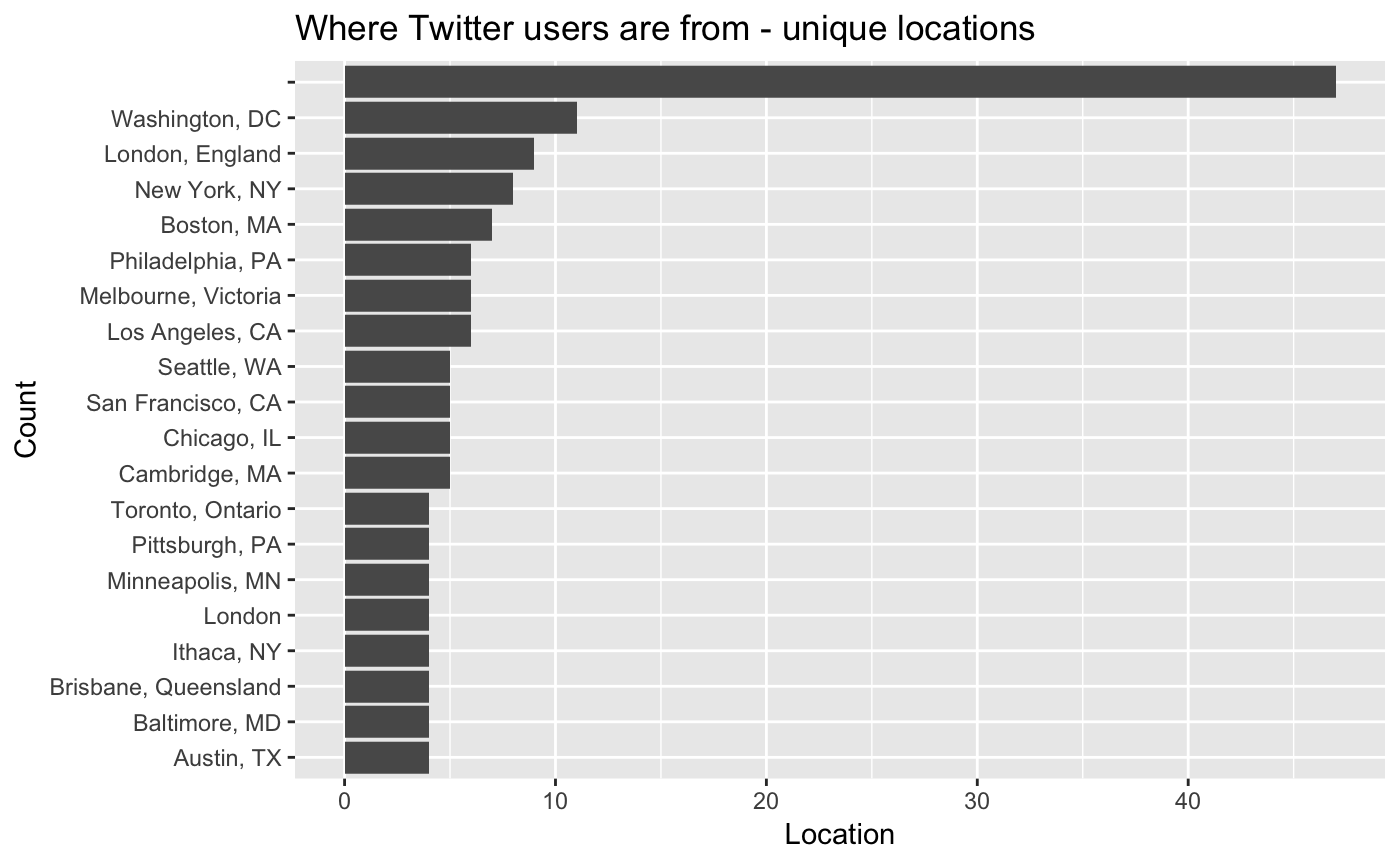 Where Twitter users are from - unique locations
Washington, DC
London, England
New York, NY
Boston, MA
Philadelphia, PA
Melbourne, Victoria
Los Angeles, CA
Seattle, WA
San Francisco, CA
Chicago, IL
Cambridge, MA
Toronto, Ontario
Pittsburgh, PA
Minneapolis, MN
London
Ithaca, NY
Brisbane, Queensland
Baltimore, MD
Austin, TX
Count
0 10 20 30 40
Location